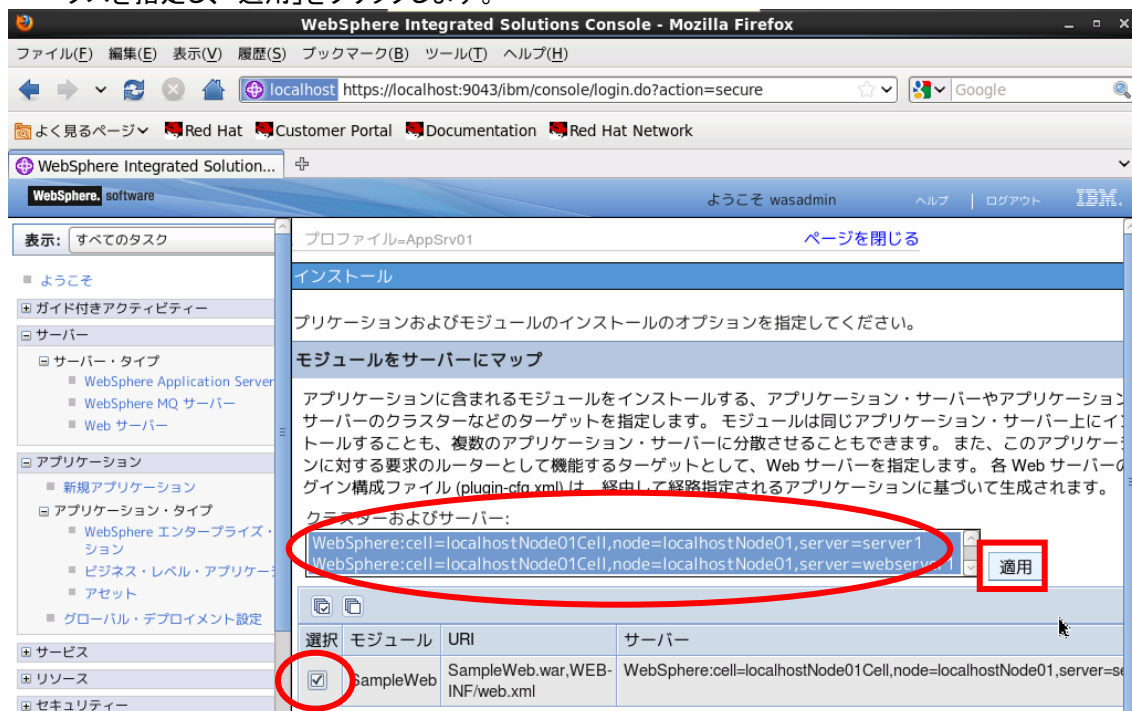 スを指定し、「適用」をクリックします。
WebSphere Integrated Solutions Console - Mozilla Firefox
ファイル(F) 編集(E) 表示(V) 履歴(S) ブックマーク(B) ツール(T) ヘルプ(H)
localhost https://localhost:9043/ibm/console/login.do?action=secure Google
よく見るページ Red Hat Customer Portal Documentation Red Hat Network
WebSphere Integrated Solution...
WebSphere. software ようこそ wasadmin ヘルプ | ログアウト IBM.
表示: すべてのタスク
ようこそ
ガイド付きアクティビティー
サーバー
サーバー・タイプ
WebSphere Application Server
WebSphere MQ サーバー
Web サーバー
アプリケーション
新規アプリケーション
アプリケーション・タイプ
WebSphere エンタープライズ・
ション
ビジネス・レベル・アプリケー
アセット
グローバル・デプロイメント設定
サービス
リソース
セキュリティー
プロファイル=AppSrv01 ページを閉じる
インストール
プリケーションおよびモジュールのインストールのオプションを指定してください。
モジュールをサーバーにマップ
アプリケーションに含まれるモジュールをインストールする、アプリケーション・サーバーやアプリケーション
サーバーのクラスターなどのターゲットを指定します。 モジュールは同じアプリケーション・サーバー上にイ
トールすることも、複数のアプリケーション・サーバーに分散させることもできます。 また、このアプリケー
ンに対する要求のルーターとして機能するターゲットとして、Web サーバーを指定します。 各 Web サーバーの
グイン構成ファイル (plugin-cfg.xml) は、経由して経路指定されるアプリケーションに基づいて生成されます。
クラスターおよびサーバー:
WebSphere:cell=localhostNode01Cell,node=localhostNode01,server=server1
WebSphere:cell=localhostNode01Cell,node=localhostNode01,server=webserver1
適用
選択 モジュール URI サーバー
SampleWeb SampleWeb.war,WEB-INF/web.xml WebSphere:cell=localhostNode01Cell,node=localhostNode01,server=se